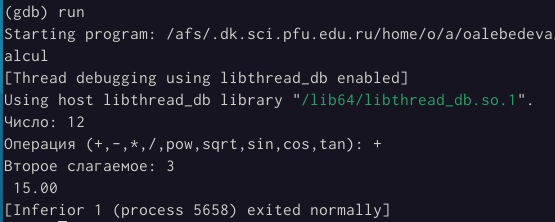 (gdb) run
Starting program: /afs/.dk.sci.pfu.edu.ru/home/o/a/oalebedeva/
alcul
[Thread debugging using libthread_db enabled]
Using host libthread_db library "/lib64/libthread_db.so.1".
Число: 12
Операция (+,-,*,/,pow,sqrt,sin,cos,tan): +
Второе слагаемое: 3
15.00
[Inferior 1 (process 5658) exited normally]